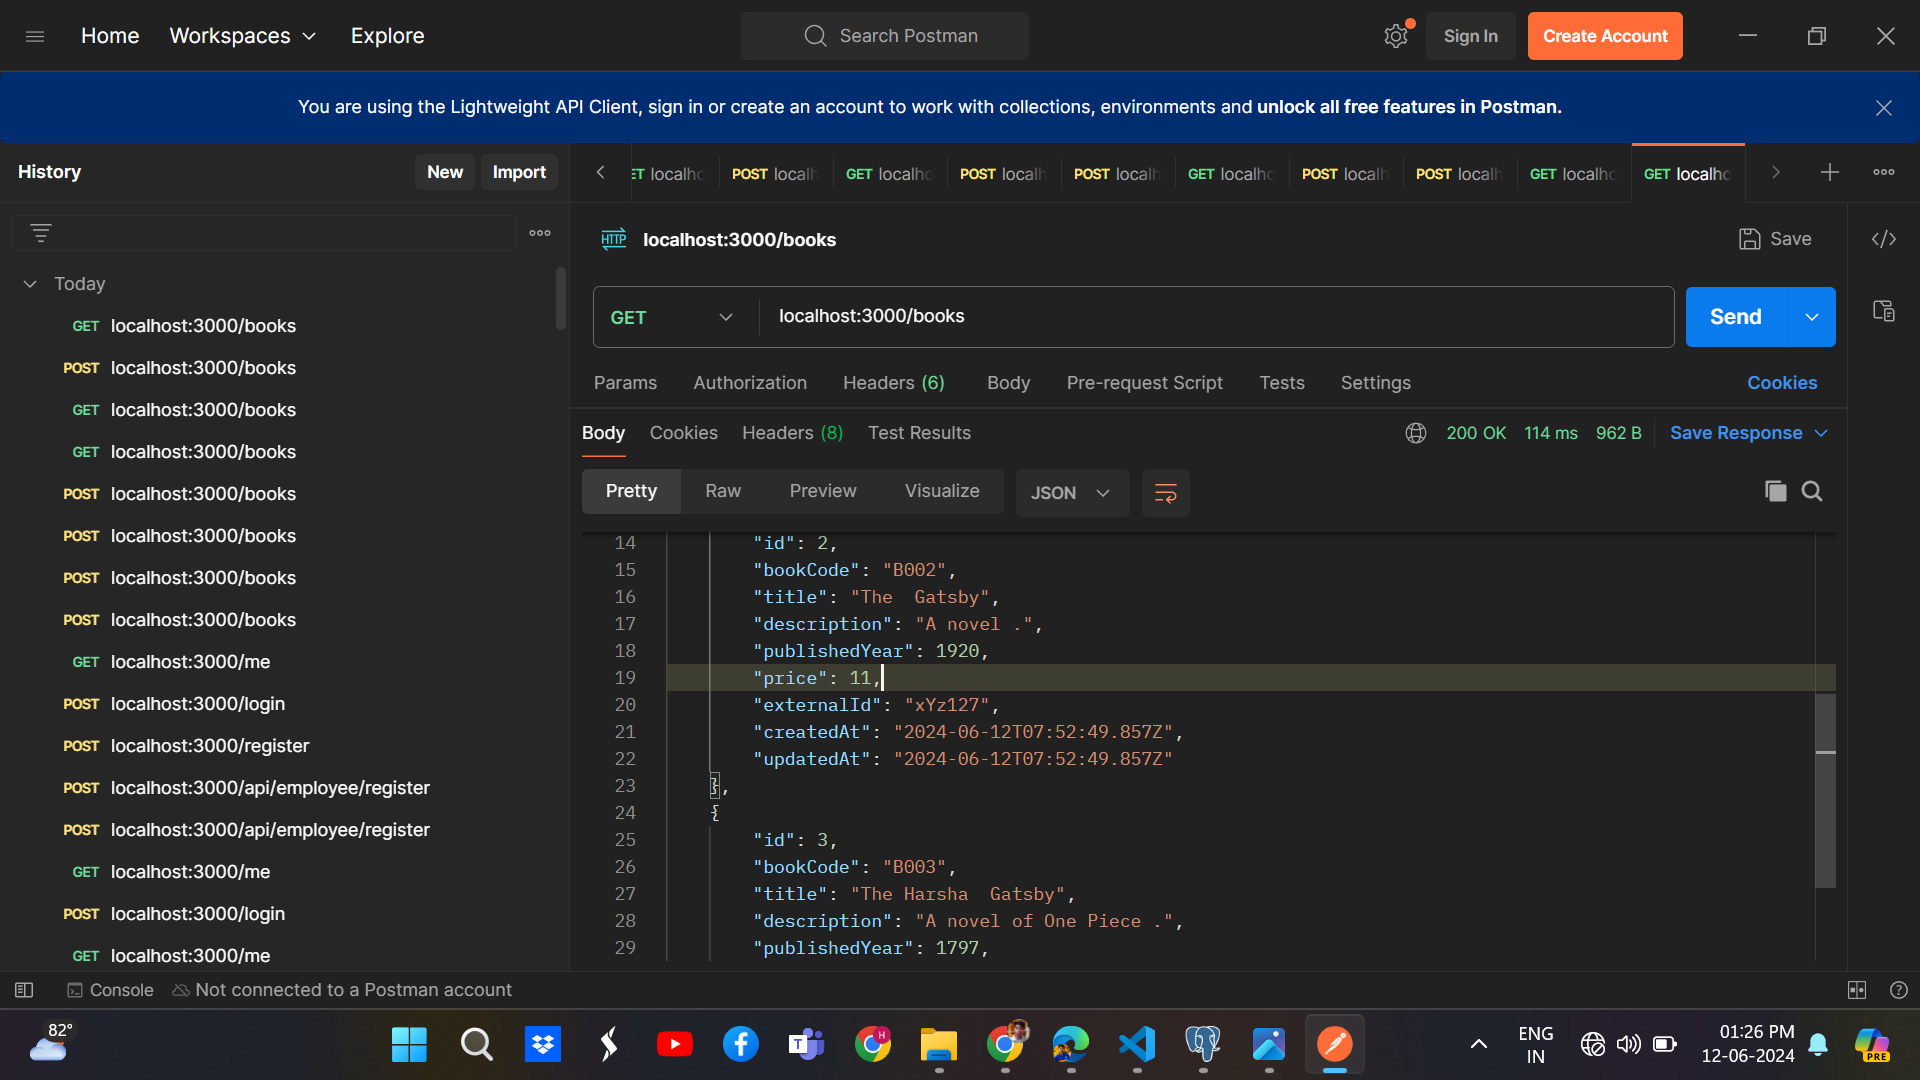 Home Workspaces Explore Search Postman Sign In Create Account
You are using the Lightweight API Client, sign in or create an account to work with collections, environments and unlock all free features in Postman.
History New Import
ET localho POST localh GET localho POST localh POST localh GET localho POST localh POST localh GET localho GET localho
HTTP localhost:3000/books Save
Today
GET localhost:3000/books
POST localhost:3000/books
GET localhost:3000/books
GET localhost:3000/books
POST localhost:3000/books
POST localhost:3000/books
POST localhost:3000/books
POST localhost:3000/books
GET localhost:3000/me
POST localhost:3000/login
POST localhost:3000/register
POST localhost:3000/api/employee/register
POST localhost:3000/api/employee/register
GET localhost:3000/me
POST localhost:3000/login
GET localhost:3000/me
GET localhost:3000/books Send
Params Authorization Headers (6) Body Pre-request Script Tests Settings Cookies
Body Cookies Headers (8) Test Results 200 OK 114 ms 962 B Save Response
Pretty Raw Preview Visualize JSON
14 "id": 2,
15 "bookCode": "B002",
16 "title": "The  Gatsby",
17 "description": "A novel .",
18 "publishedYear": 1920,
19 "price": 11,
20 "externalId": "xYz127",
21 "createdAt": "2024-06-12T07:52:49.857Z",
22 "updatedAt": "2024-06-12T07:52:49.857Z"
23 },
24 {
25 "id": 3,
26 "bookCode": "B003",
27 "title": "The Harsha  Gatsby",
28 "description": "A novel of One Piece .",
29 "publishedYear": 1797,
Console Not connected to a Postman account
82°
H
T
ENG
IN
01:26 PM
12-06-2024
PRE